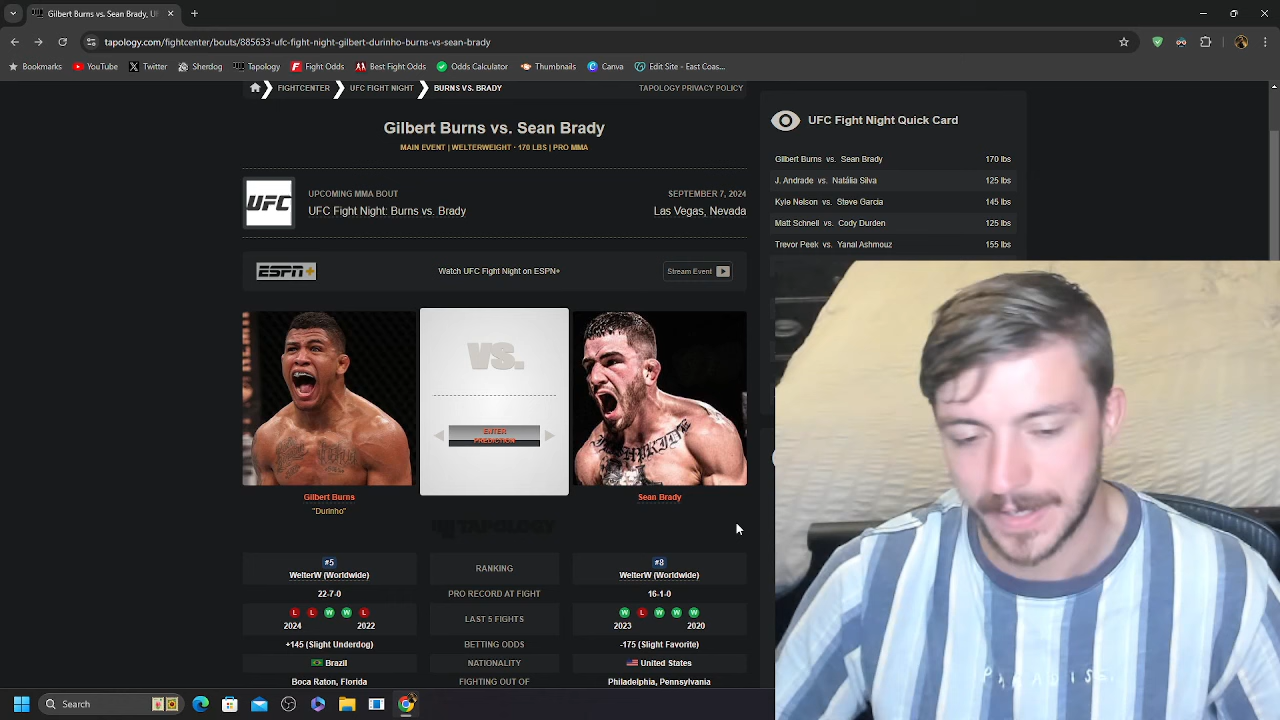 Gilbert Burns vs. Sean Brady, UF
tapology.com/fightcenter/bouts/885633-ufc-fight-night-gilbert-durinho-burns-vs-sean-brady
Bookmarks YouTube Twitter Sherdog Tapology Fight Odds Best Fight Odds Odds Calculator Thumbnails Canva Edit Site - East Coas...
FIGHTCENTER UFC FIGHT NIGHT BURNS VS. BRADY TAPOLOGY PRIVACY POLICY
Gilbert Burns vs. Sean Brady
MAIN EVENT | WELTERWEIGHT · 170 LBS | PRO MMA
UFC
UPCOMING MMA BOUT SEPTEMBER 7, 2024
UFC Fight Night: Burns vs. Brady Las Vegas, Nevada
ESPN+ Watch UFC Fight Night on ESPN+ Stream Event
VS.
ENTER
PREDICTION
Gilbert Burns Sean Brady
"Durinho"
TAPOLOGY
#5 #8
WelterW (Worldwide) RANKING WelterW (Worldwide)
22-7-0 PRO RECORD AT FIGHT 16-1-0
L L W W L LAST 5 FIGHTS W L W W W
2024 2022 2023 2020
+145 (Slight Underdog) BETTING ODDS -175 (Slight Favorite)
Brazil NATIONALITY United States
Boca Raton, Florida FIGHTING OUT OF Philadelphia, Pennsylvania
UFC Fight Night Quick Card
Gilbert Burns vs. Sean Brady 170 lbs
J. Andrade vs. Natália Silva 125 lbs
Kyle Nelson vs. Steve Garcia 145 lbs
Matt Schnell vs. Cody Durden 125 lbs
Trevor Peek vs. Yanal Ashmouz 155 lbs
PARADISE.
Search